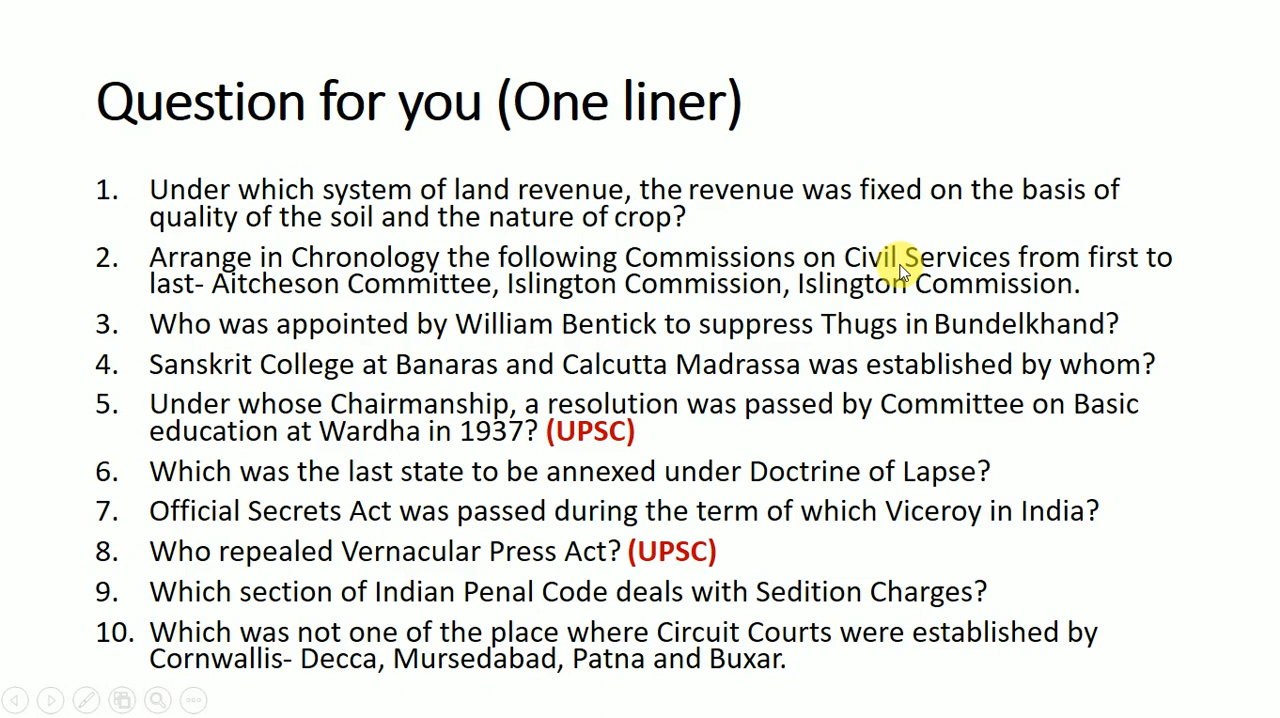 Question for you (One liner)
1. Under which system of land revenue, the revenue was fixed on the basis of
quality of the soil and the nature of crop?
2. Arrange in Chronology the following Commissions on Civil Services from first to
last- Aitcheson Committee, Islington Commission, Islington Commission.
3. Who was appointed by William Bentick to suppress Thugs in Bundelkhand?
4. Sanskrit College at Banaras and Calcutta Madrassa was established by whom?
5. Under whose Chairmanship, a resolution was passed by Committee on Basic
education at Wardha in 1937? (UPSC)
6. Which was the last state to be annexed under Doctrine of Lapse?
7. Official Secrets Act was passed during the term of which Viceroy in India?
8. Who repealed Vernacular Press Act? (UPSC)
9. Which section of Indian Penal Code deals with Sedition Charges?
10. Which was not one of the place where Circuit Courts were established by
Cornwallis- Decca, Mursedabad, Patna and Buxar.